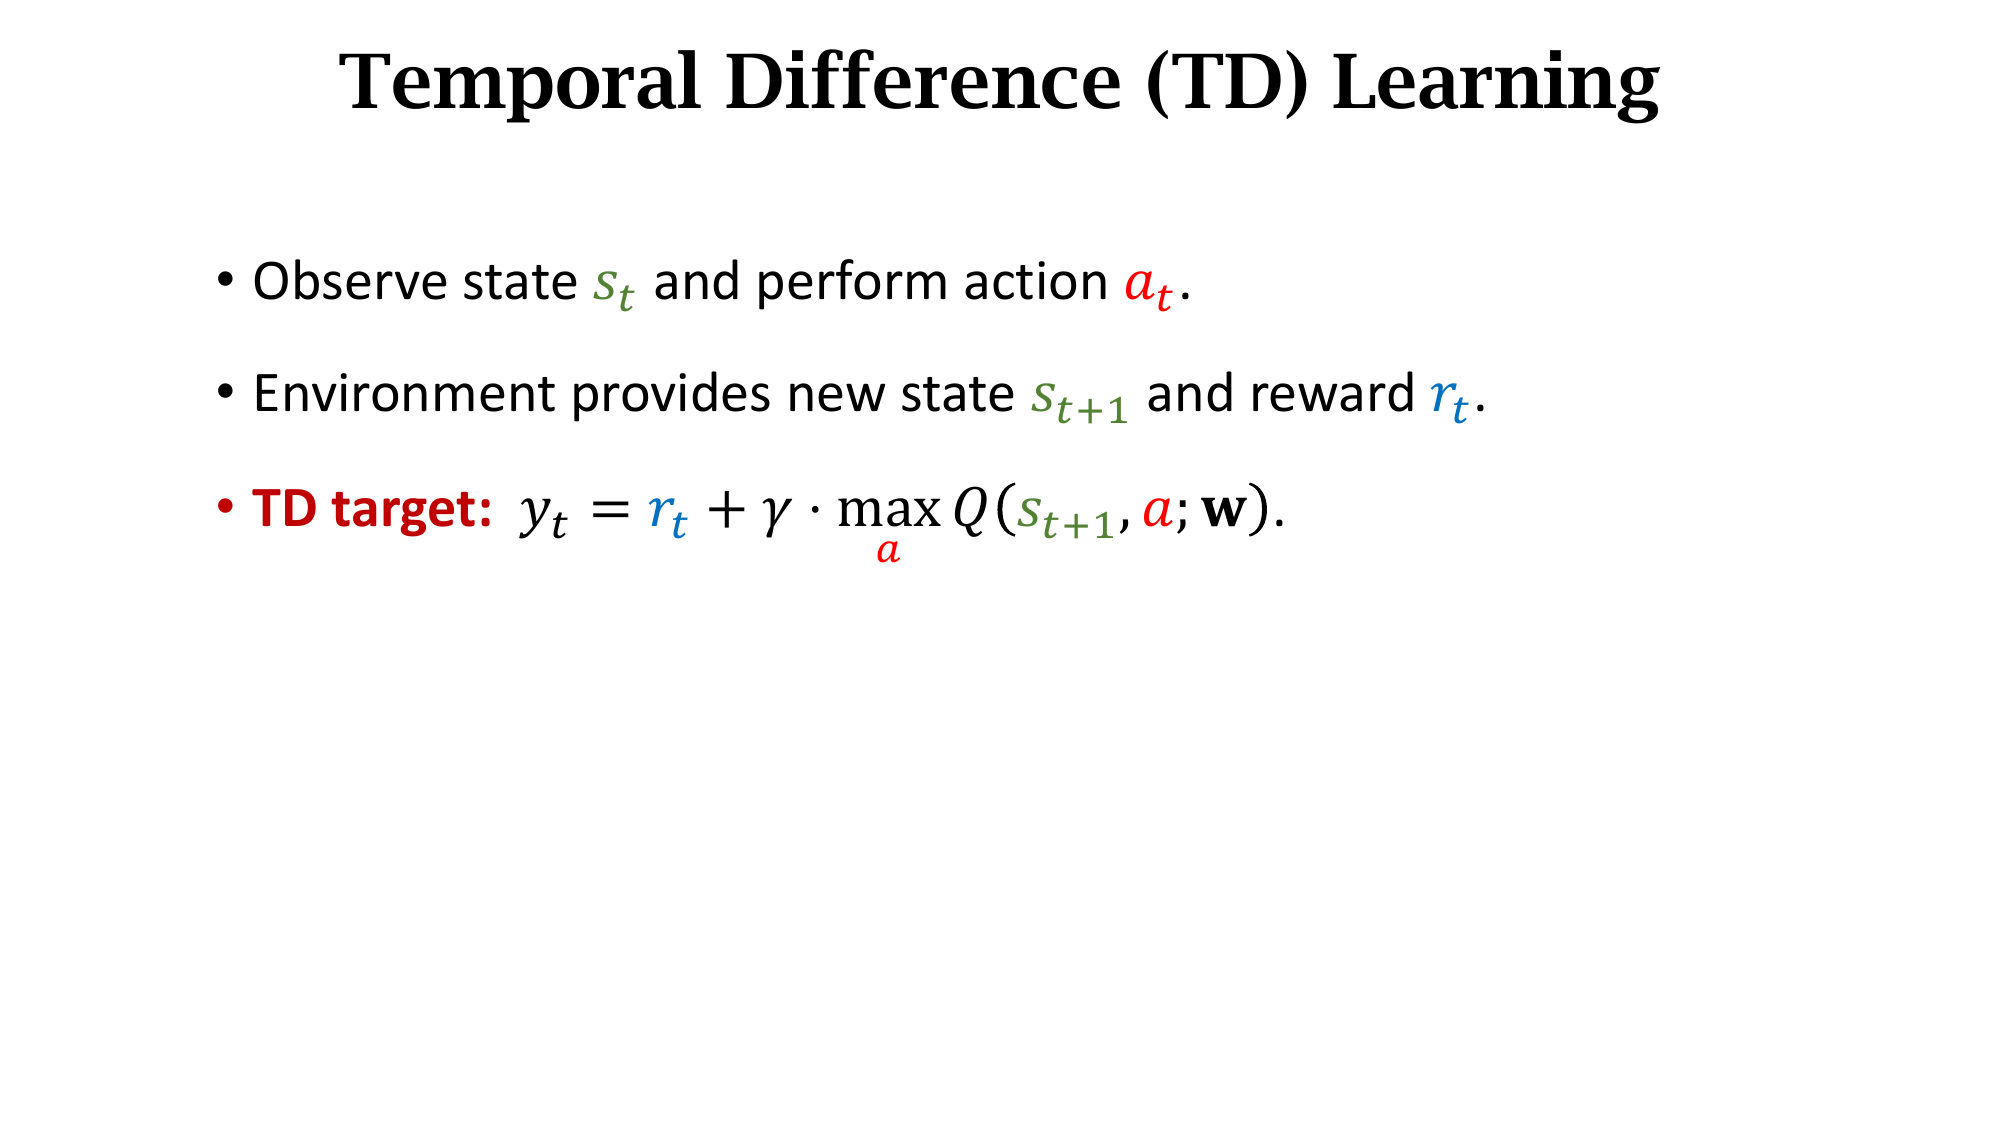 Temporal Difference (TD) Learning
• Observe state $s_t$ and perform action $a_t$.
• Environment provides new state $s_{t+1}$ and reward $r_t$.
• TD target: $y_t = r_t + \gamma \cdot \max_a Q(s_{t+1}, a; \mathbf{w})$.